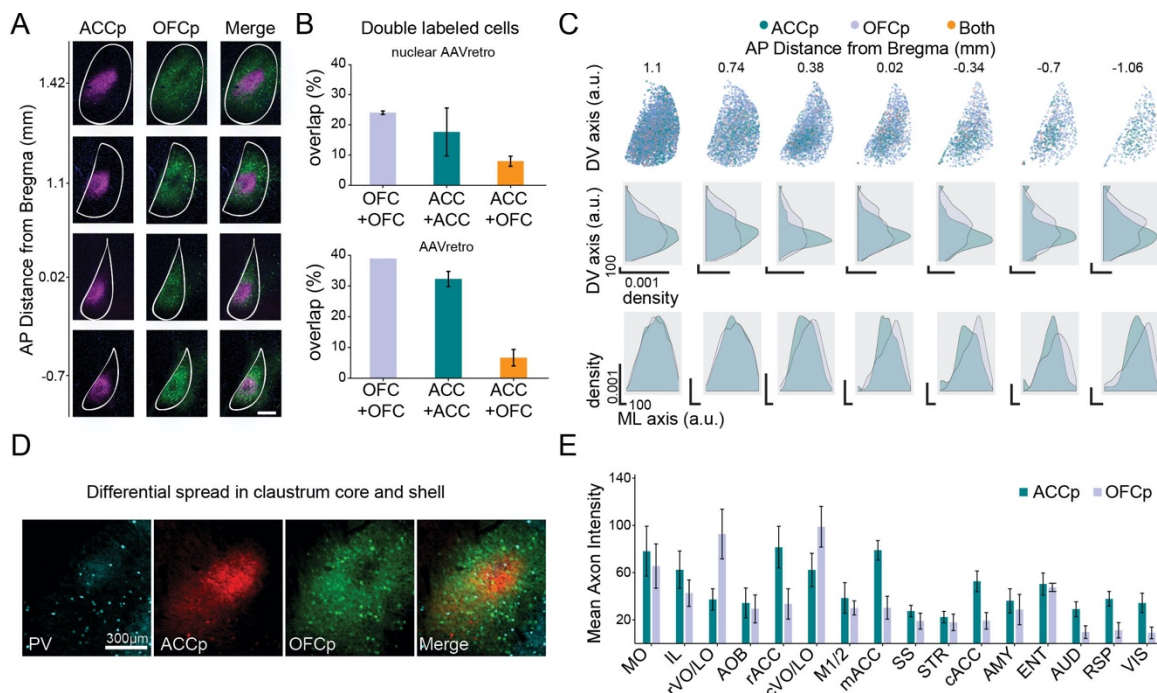 A
ACCp OFCp Merge
AP Distance from Bregma (mm)
1.42
1.1
0.02
-0.7
B
Double labeled cells
nuclear AAVretro
overlap (%)
40
30
20
10
0
OFC +OFC
ACC +ACC
ACC +OFC
AAVretro
overlap (%)
40
30
20
10
0
OFC +OFC
ACC +ACC
ACC +OFC
C
ACCp OFCp Both
AP Distance from Bregma (mm)
1.1 0.74 0.38 0.02 -0.34 -0.7 -1.06
DV axis (a.u.)
DV axis (a.u.)
100
0.001
density
density
0.001
100
ML axis (a.u.)
D
Differential spread in claustrum core and shell
PV 300µm ACCp OFCp Merge
E
Mean Axon Intensity
140
100
60
20
ACCp OFCp
MO IL rVO/LO AOB rACC cVO/LO M1/2 mACC SS STR cACC AMY ENT AUD RSP VIS